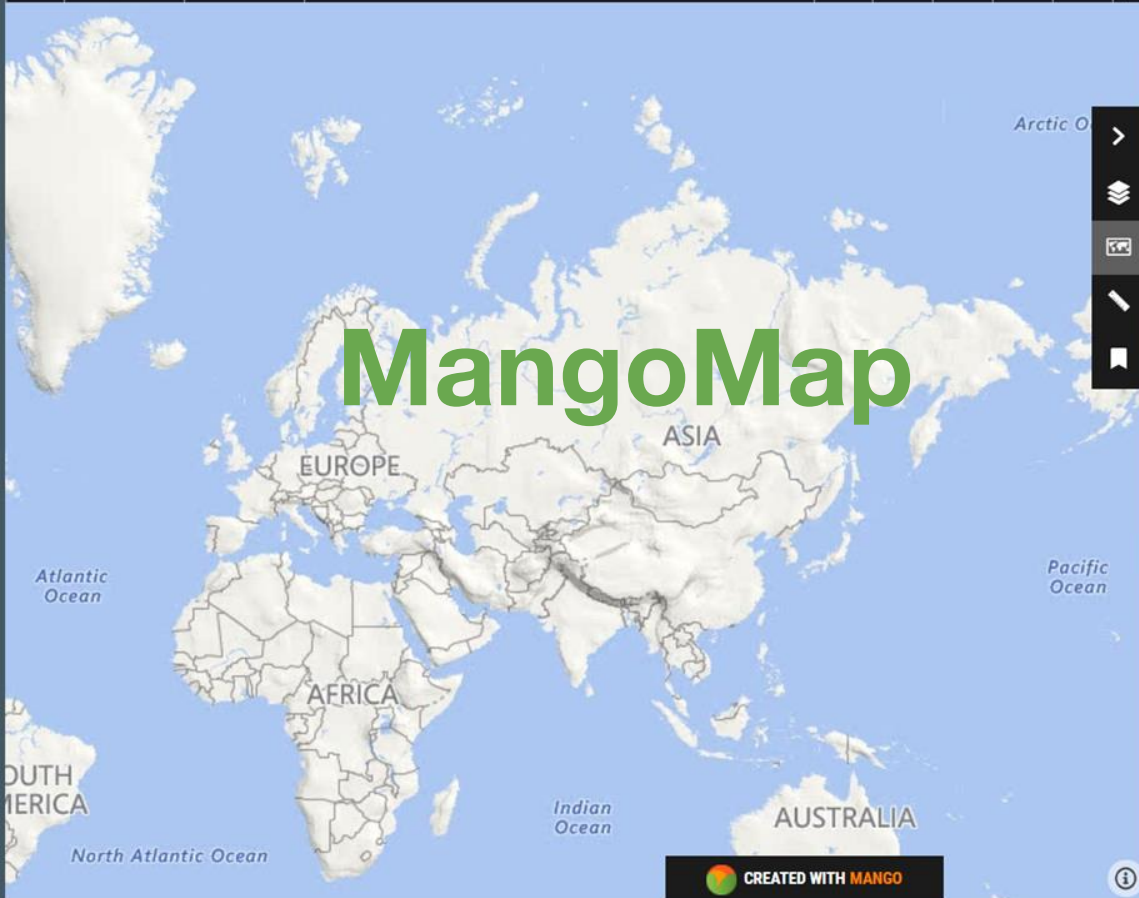 Arctic O
MangoMap
ASIA
EUROPE
Atlantic
Ocean
Pacific
Ocean
AFRICA
OUTH
MERICA
Indian
Ocean
AUSTRALIA
North Atlantic Ocean
CREATED WITH MANGO